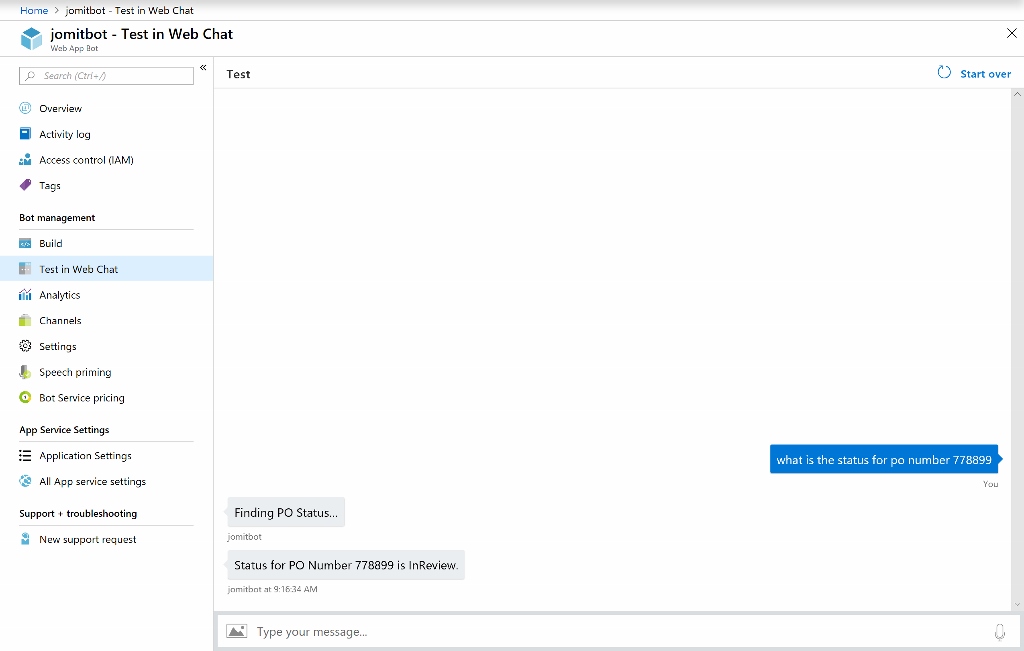 Home > jomitbot - Test in Web Chat
jomitbot - Test in Web Chat
Web App Bot
Search (Ctrl+/)
«
Overview
Activity log
Access control (IAM)
Tags
Bot management
Build
Test in Web Chat
Analytics
Channels
Settings
Speech priming
Bot Service pricing
App Service Settings
Application Settings
All App service settings
Support + troubleshooting
New support request
Test
Start over
what is the status for po number 778899
You
Finding PO Status...
jomitbot
Status for PO Number 778899 is InReview.
jomitbot at 9:16:34 AM
Type your message...